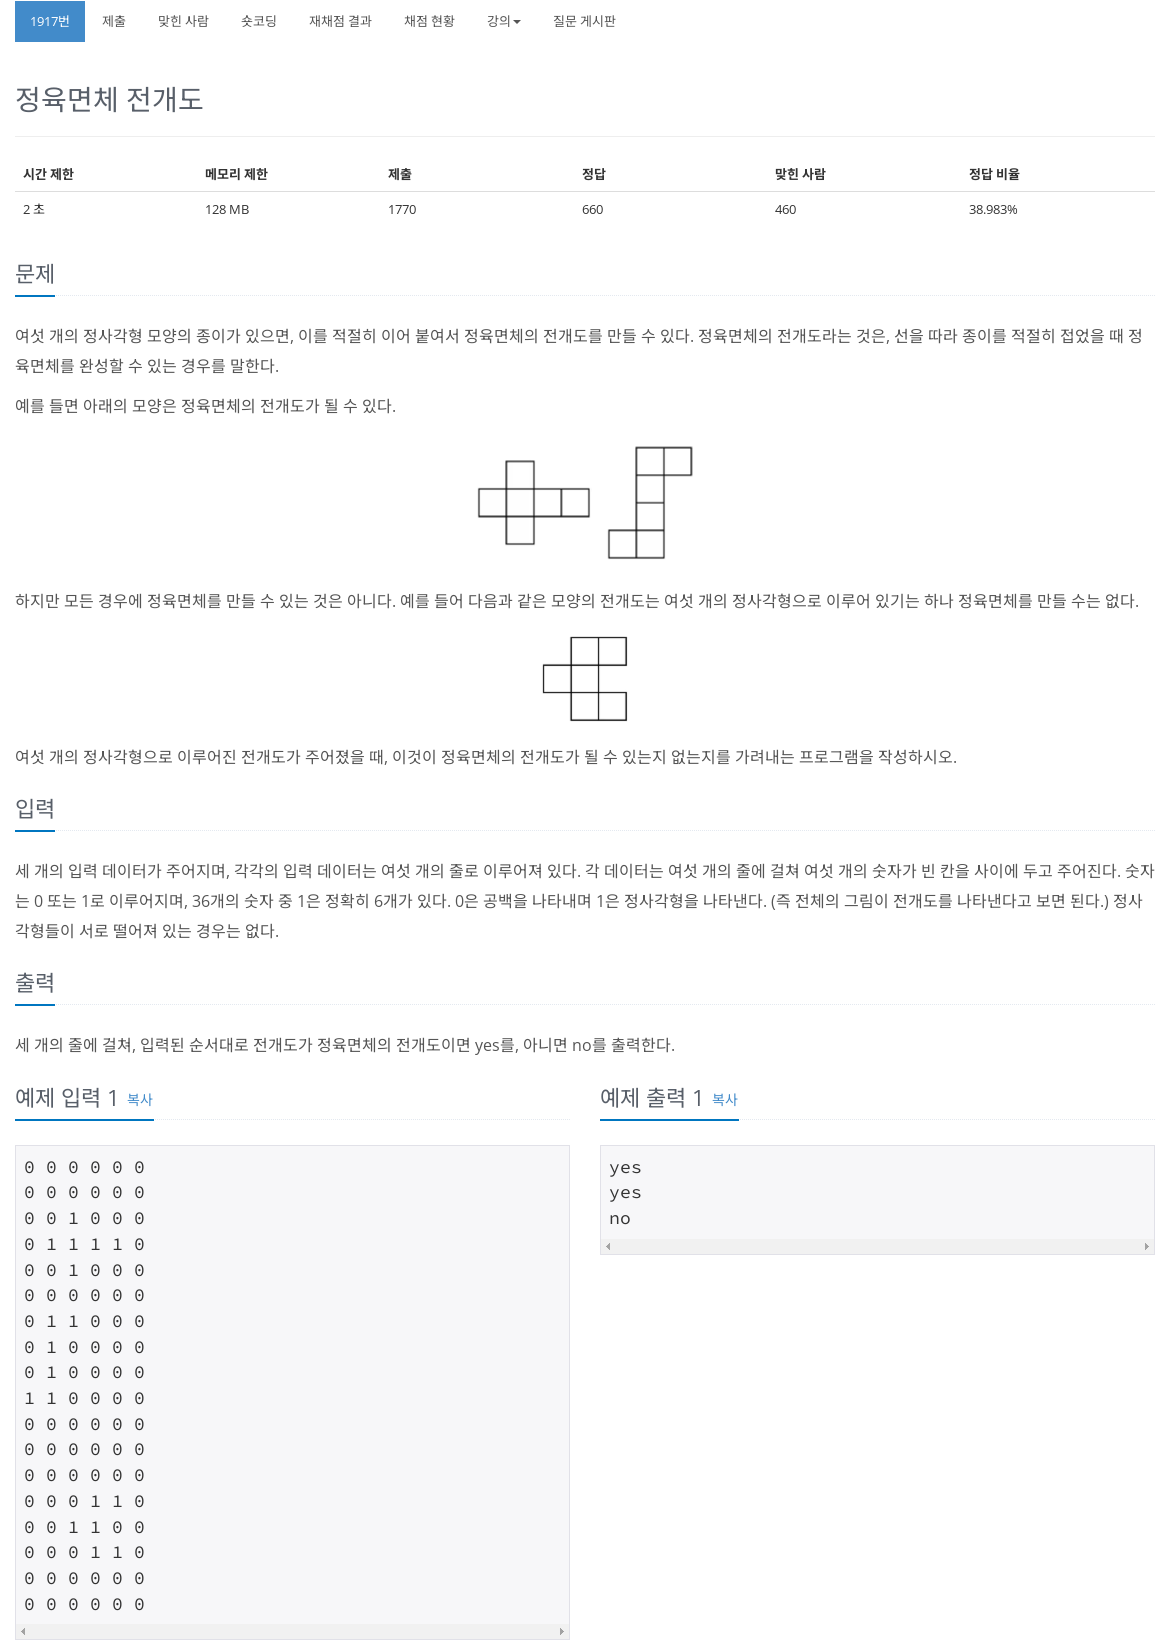 1917번 제출 맞힌 사람 숏코딩 재채점 결과 채점 현황 강의 질문 게시판
정육면체 전개도
시간 제한 메모리 제한 제출 정답 맞힌 사람 정답 비율
2 초 128 MB 1770 660 460 38.983%
문제
여섯 개의 정사각형 모양의 종이가 있으면, 이를 적절히 이어 붙여서 정육면체의 전개도를 만들 수 있다. 정육면체의 전개도라는 것은, 선을 따라 종이를 적절히 접었을 때 정
육면체를 완성할 수 있는 경우를 말한다.
예를 들면 아래의 모양은 정육면체의 전개도가 될 수 있다.
하지만 모든 경우에 정육면체를 만들 수 있는 것은 아니다. 예를 들어 다음과 같은 모양의 전개도는 여섯 개의 정사각형으로 이루어 있기는 하나 정육면체를 만들 수는 없다.
여섯 개의 정사각형으로 이루어진 전개도가 주어졌을 때, 이것이 정육면체의 전개도가 될 수 있는지 없는지를 가려내는 프로그램을 작성하시오.
입력
세 개의 입력 데이터가 주어지며, 각각의 입력 데이터는 여섯 개의 줄로 이루어져 있다. 각 데이터는 여섯 개의 줄에 걸쳐 여섯 개의 숫자가 빈 칸을 사이에 두고 주어진다. 숫자
는 0 또는 1로 이루어지며, 36개의 숫자 중 1은 정확히 6개가 있다. 0은 공백을 나타내며 1은 정사각형을 나타낸다. (즉 전체의 그림이 전개도를 나타낸다고 보면 된다.) 정사
각형들이 서로 떨어져 있는 경우는 없다.
출력
세 개의 줄에 걸쳐, 입력된 순서대로 전개도가 정육면체의 전개도이면 yes를, 아니면 no를 출력한다.
예제 입력 1 복사
0 0 0 0 0 0
0 0 0 0 0 0
0 0 1 0 0 0
0 1 1 1 1 0
0 0 1 0 0 0
0 0 0 0 0 0
0 1 1 0 0 0
0 1 0 0 0 0
0 1 0 0 0 0
1 1 0 0 0 0
0 0 0 0 0 0
0 0 0 0 0 0
0 0 0 0 0 0
0 0 0 1 1 0
0 0 1 1 0 0
0 0 0 1 1 0
0 0 0 0 0 0
0 0 0 0 0 0
예제 출력 1 복사
yes
yes
no